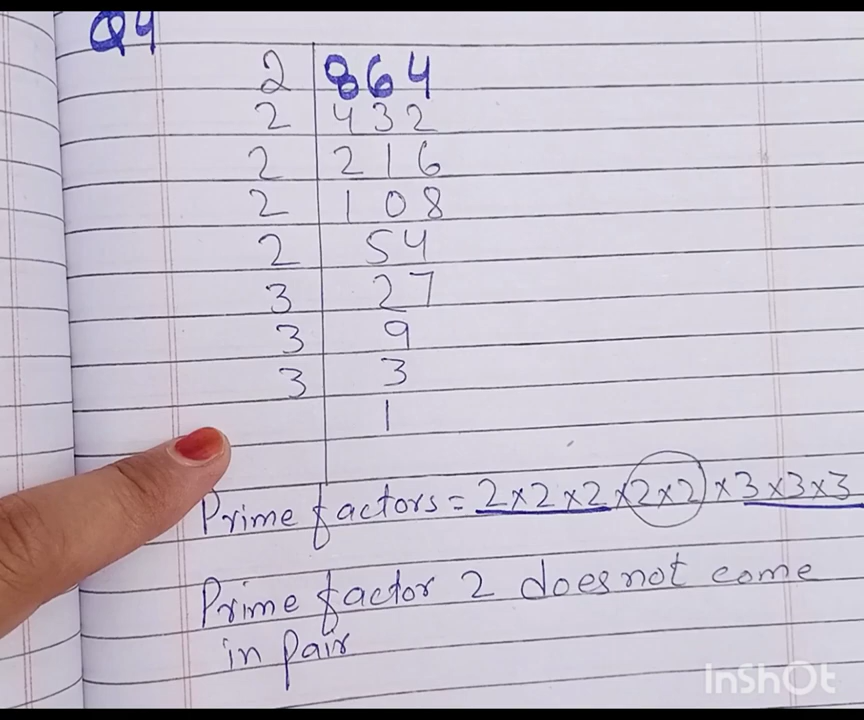 Q4
2 864
2 432
2 216
2 108
2 54
3 27
3 9
3 3
1
Prime factors = 2×2×2×2×2×3×3×3
Prime factor 2 does not come
in pair
InShOt